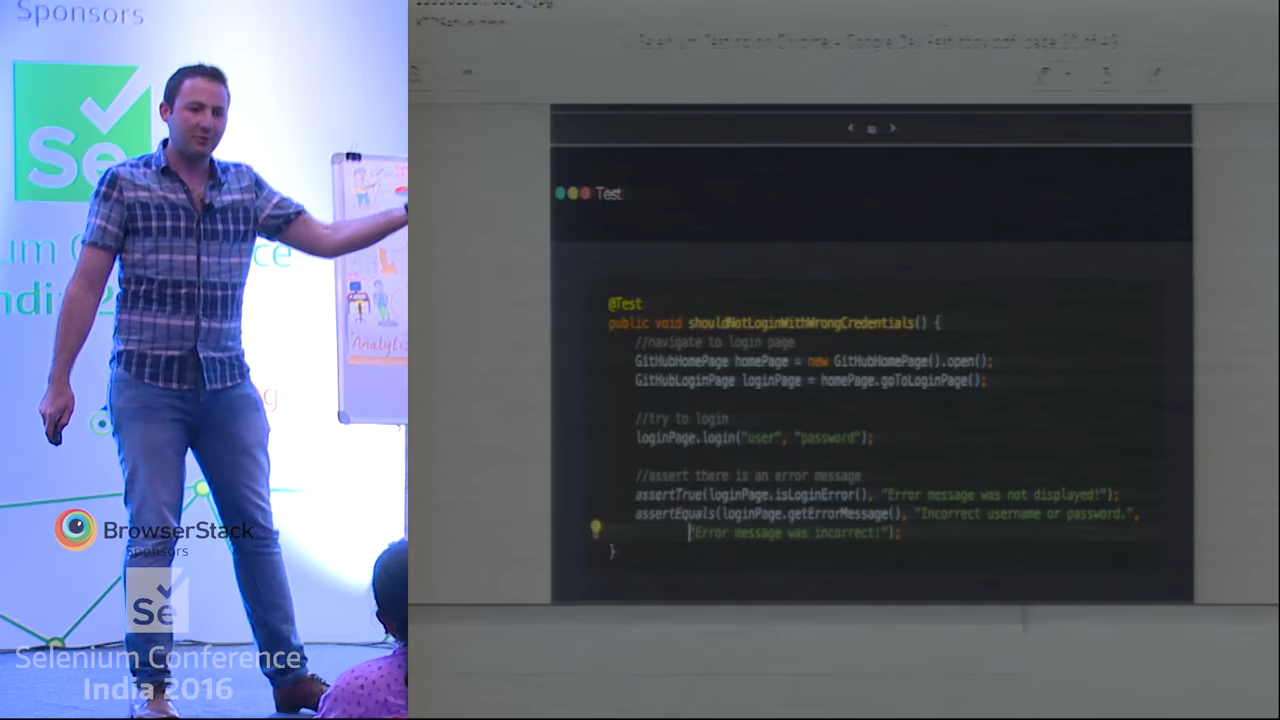 Sponsors
Se
Analytis
BrowserStack
Sponsors
Se
Selenium Conference
India 2016
Test
@Test
public void shouldNotLoginWithWrongCredentials() {
//navigate to login page
GitHubHomePage homePage = new GitHubHomePage().open();
GitHubLoginPage loginPage = homePage.goToLoginPage();
//try to login
loginPage.login("user", "password");
//assert there is an error message
assertTrue(loginPage.isLoginError(), "Error message was not displayed!");
assertEquals(loginPage.getErrorMessage(), "Incorrect username or password.",
"Error message was incorrect!");
}